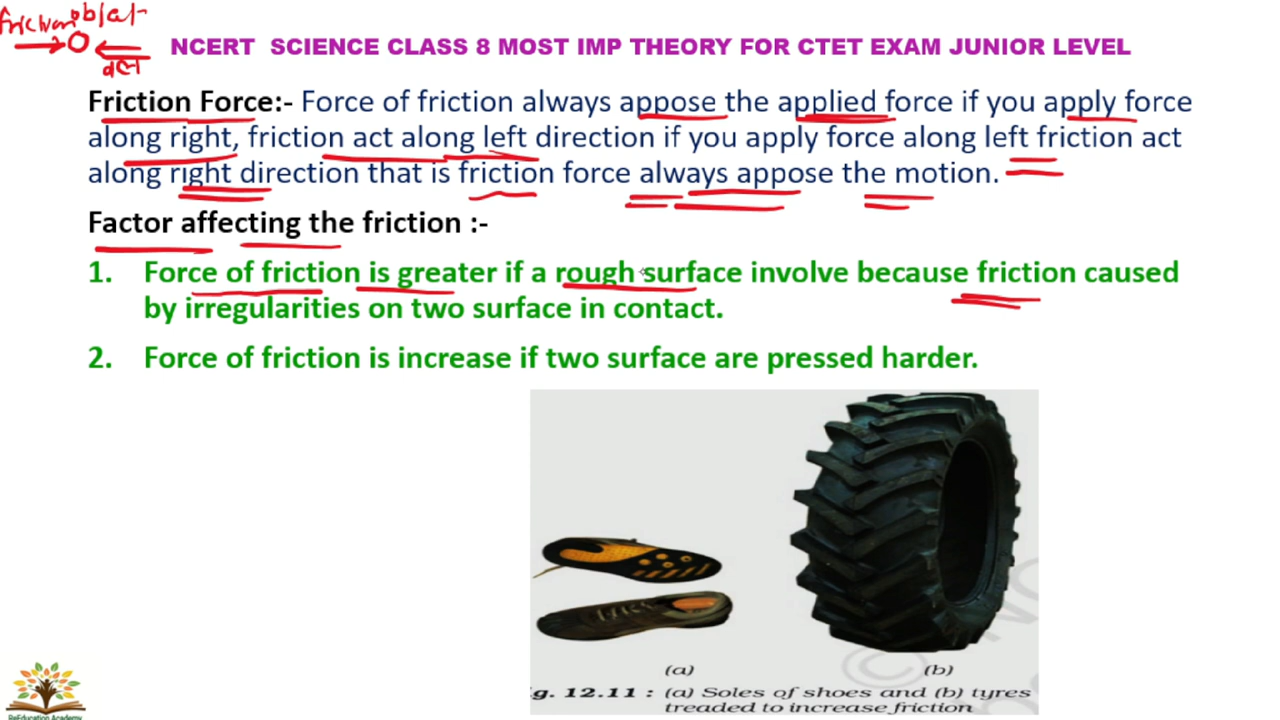 friction object
बल
NCERT SCIENCE CLASS 8 MOST IMP THEORY FOR CTET EXAM JUNIOR LEVEL
Friction Force:- Force of friction always appose the applied force if you apply force
along right, friction act along left direction if you apply force along left friction act
along right direction that is friction force always appose the motion.
Factor affecting the friction :-
1. Force of friction is greater if a rough surface involve because friction caused
by irregularities on two surface in contact.
2. Force of friction is increase if two surface are pressed harder.
(a) (b)
g. 12.11 : (a) Soles of shoes and (b) tyres
treaded to increase friction
ReEducation Academy